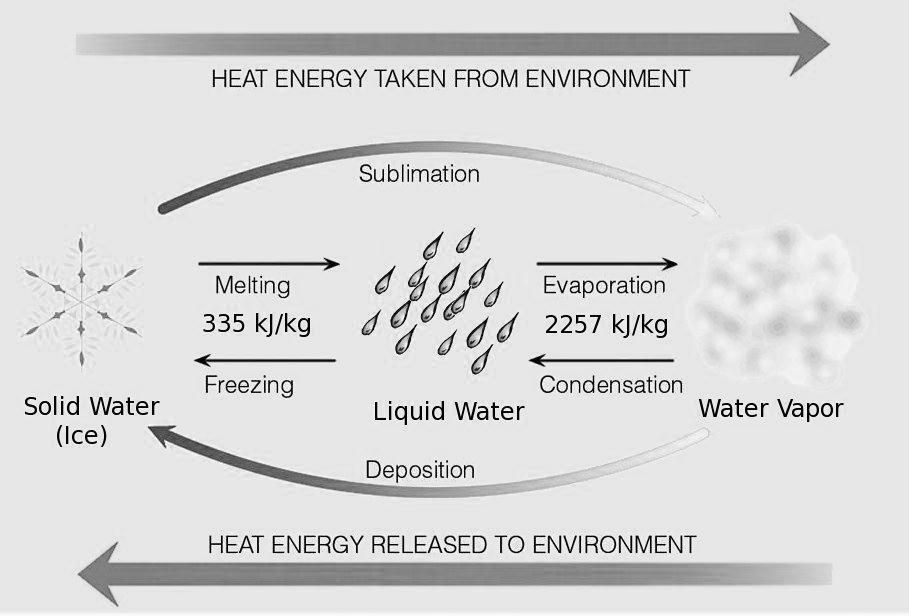 HEAT ENERGY TAKEN FROM ENVIRONMENT
Sublimation
Melting
335 kJ/kg
Freezing
Evaporation
2257 kJ/kg
Condensation
Solid Water
(Ice)
Liquid Water
Water Vapor
Deposition
HEAT ENERGY RELEASED TO ENVIRONMENT